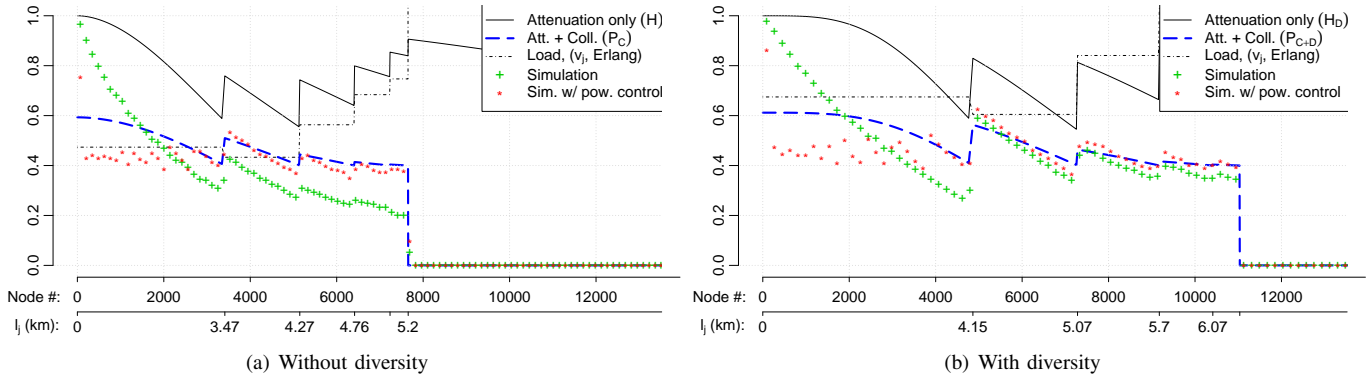 1.0
0.8
0.6
0.4
0.2
0.0
Attenuation only (H)
Att. + Coll. (P_C)
Load, (v_j, Erlang)
Simulation
Sim. w/ pow. control
Node #: 0 2000 4000 6000 8000 10000 12000
l_j (km): 0 3.47 4.27 4.76 5.2
(a) Without diversity
1.0
0.8
0.6
0.4
0.2
0.0
Attenuation only (H_D)
Att. + Coll. (P_{C+D})
Load, (v_j, Erlang)
Simulation
Sim. w/ pow. control
Node #: 0 2000 4000 6000 8000 10000 12000
l_j (km): 0 4.15 5.07 5.7 6.07
(b) With diversity